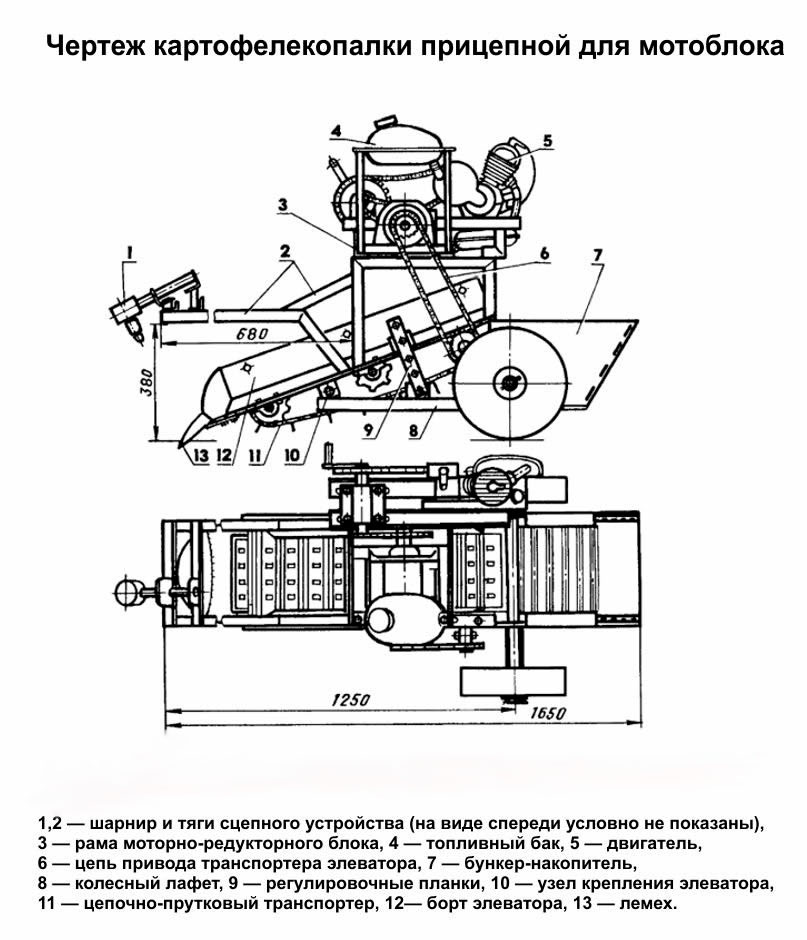 Чертеж картофелекопалки прицепной для мотоблока
4
5
3
1
2
6
7
680
380
13 12 11 10 9 8
1250
1650
1,2 — шарнир и тяги сцепного устройства (на виде спереди условно не показаны),
3 — рама моторно-редукторного блока, 4 — топливный бак, 5 — двигатель,
6 — цепь привода транспортера элеватора, 7 — бункер-накопитель,
8 — колесный лафет, 9 — регулировочные планки, 10 — узел крепления элеватора,
11 — цепочно-прутковый транспортер, 12— борт элеватора, 13 — лемех.